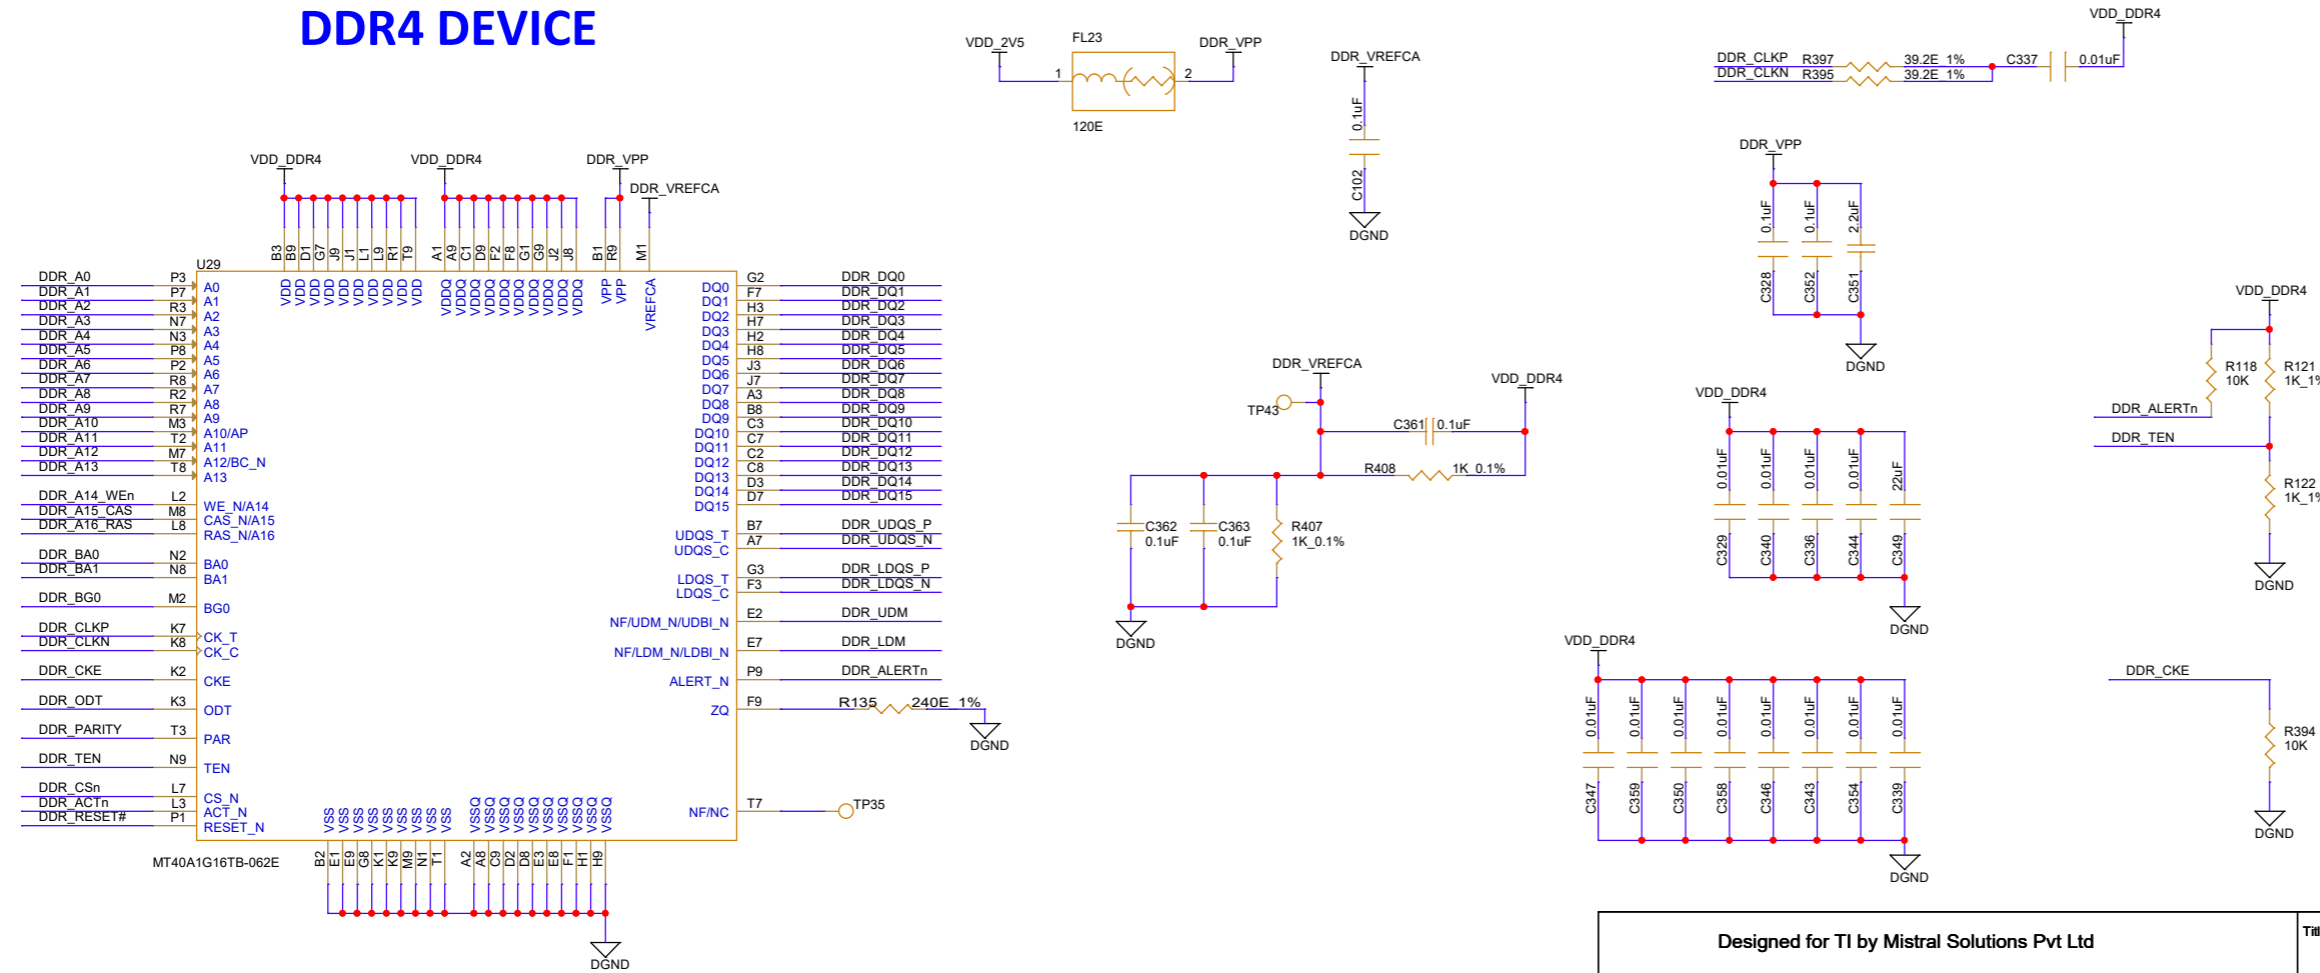 DDR4 DEVICE
VDD_2V5
FL23
1
2
120E
DDR_VPP
DDR_VREFCA
0.1uF
C102
DGND
DDR_CLKP R397 39.2E_1%
DDR_CLKN R395 39.2E_1%
C337 0.01uF
VDD_DDR4
VDD_DDR4
VDD_DDR4
DDR_VPP
DDR_VREFCA
B3 B9 D1 G7 J9 J1 L1 L9 R1 T9
A1 A9 C1 D9 F2 F8 G1 G9 J2 J8
B1 R9
M1
U29
VDD VDD VDD VDD VDD VDD VDD VDD VDD VDD
VDDQ VDDQ VDDQ VDDQ VDDQ VDDQ VDDQ VDDQ VDDQ VDDQ
VPP VPP
VREFCA
DDR_A0 P3 A0
DDR_A1 P7 A1
DDR_A2 R3 A2
DDR_A3 N7 A3
DDR_A4 N3 A4
DDR_A5 P8 A5
DDR_A6 P2 A6
DDR_A7 R8 A7
DDR_A8 R2 A8
DDR_A9 R7 A9
DDR_A10 M3 A10/AP
DDR_A11 T2 A11
DDR_A12 M7 A12/BC_N
DDR_A13 T8 A13
DDR_A14_WEn L2 WE_N/A14
DDR_A15_CAS M8 CAS_N/A15
DDR_A16_RAS L8 RAS_N/A16
DDR_BA0 N2 BA0
DDR_BA1 N8 BA1
DDR_BG0 M2 BG0
DDR_CLKP K7 CK_T
DDR_CLKN K8 CK_C
DDR_CKE K2 CKE
DDR_ODT K3 ODT
DDR_PARITY T3 PAR
DDR_TEN N9 TEN
DDR_CSn L7 CS_N
DDR_ACTn L3 ACT_N
DDR_RESET# P1 RESET_N
DQ0 G2 DDR_DQ0
DQ1 F7 DDR_DQ1
DQ2 H3 DDR_DQ2
DQ3 H7 DDR_DQ3
DQ4 H2 DDR_DQ4
DQ5 H8 DDR_DQ5
DQ6 J3 DDR_DQ6
DQ7 J7 DDR_DQ7
DQ8 A3 DDR_DQ8
DQ9 B8 DDR_DQ9
DQ10 C3 DDR_DQ10
DQ11 C7 DDR_DQ11
DQ12 C2 DDR_DQ12
DQ13 C8 DDR_DQ13
DQ14 D3 DDR_DQ14
DQ15 D7 DDR_DQ15
UDQS_T B7 DDR_UDQS_P
UDQS_C A7 DDR_UDQS_N
LDQS_T G3 DDR_LDQS_P
LDQS_C F3 DDR_LDQS_N
NF/UDM_N/UDBI_N E2 DDR_UDM
NF/LDM_N/LDBI_N E7 DDR_LDM
ALERT_N P9 DDR_ALERTn
ZQ F9 R135 240E_1%
DGND
NF/NC T7 TP35
VSS VSS VSS VSS VSS VSS VSS VSS VSS
VSSQ VSSQ VSSQ VSSQ VSSQ VSSQ VSSQ VSSQ VSSQ VSSQ
MT40A1G16TB-062E
B2 E1 E9 G8 K1 K9 M9 N1 T1
A2 A8 C9 D2 D8 E3 E8 F1 H1 H9
DGND
DDR_VREFCA
TP43
VDD_DDR4
C361 0.1uF
R408 1K_0.1%
C362
0.1uF
C363
0.1uF
R407
1K_0.1%
DGND
DDR_VPP
0.1uF 0.1uF 2.2uF
C328 C352 C351
DGND
VDD_DDR4
0.01uF 0.01uF 0.01uF 0.01uF 22uF
C329 C340 C336 C344 C349
DGND
VDD_DDR4
0.01uF 0.01uF 0.01uF 0.01uF 0.01uF 0.01uF 0.01uF 0.01uF
C347 C359 C350 C358 C346 C343 C354 C339
DGND
VDD_DDR4
R118
10K
R121
1K_1%
DDR_ALERTn
DDR_TEN
R122
1K_1%
DGND
DDR_CKE
R394
10K
DGND
Designed for TI by Mistral Solutions Pvt Ltd